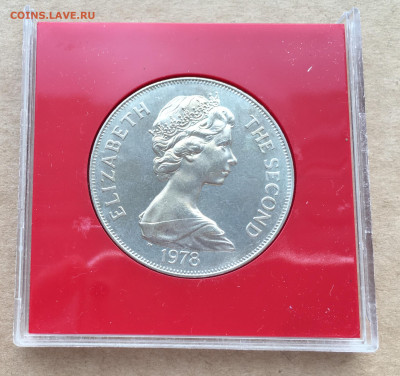 COINS.LAVE.RU
ELIZABETH THE SECOND
1978